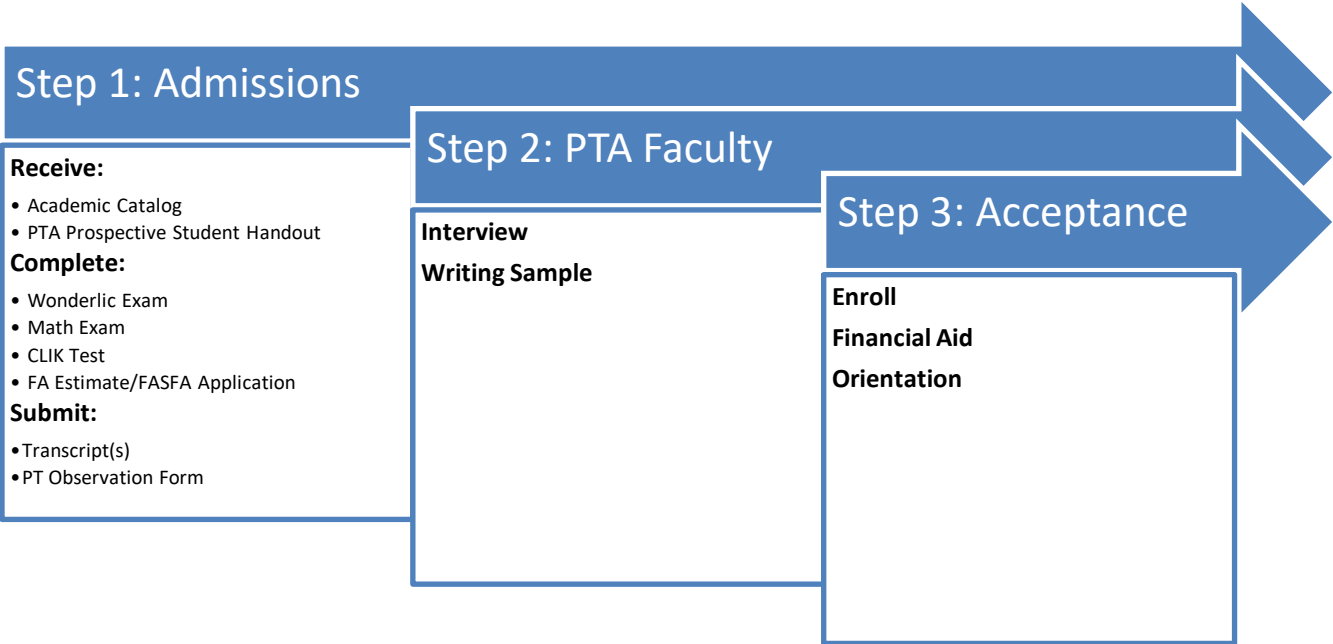 Step 1: Admissions
Receive:
• Academic Catalog
• PTA Prospective Student Handout
Complete:
• Wonderlic Exam
• Math Exam
• CLIK Test
• FA Estimate/FASFA Application
Submit:
•Transcript(s)
•PT Observation Form
Step 2: PTA Faculty
Interview
Writing Sample
Step 3: Acceptance
Enroll
Financial Aid
Orientation